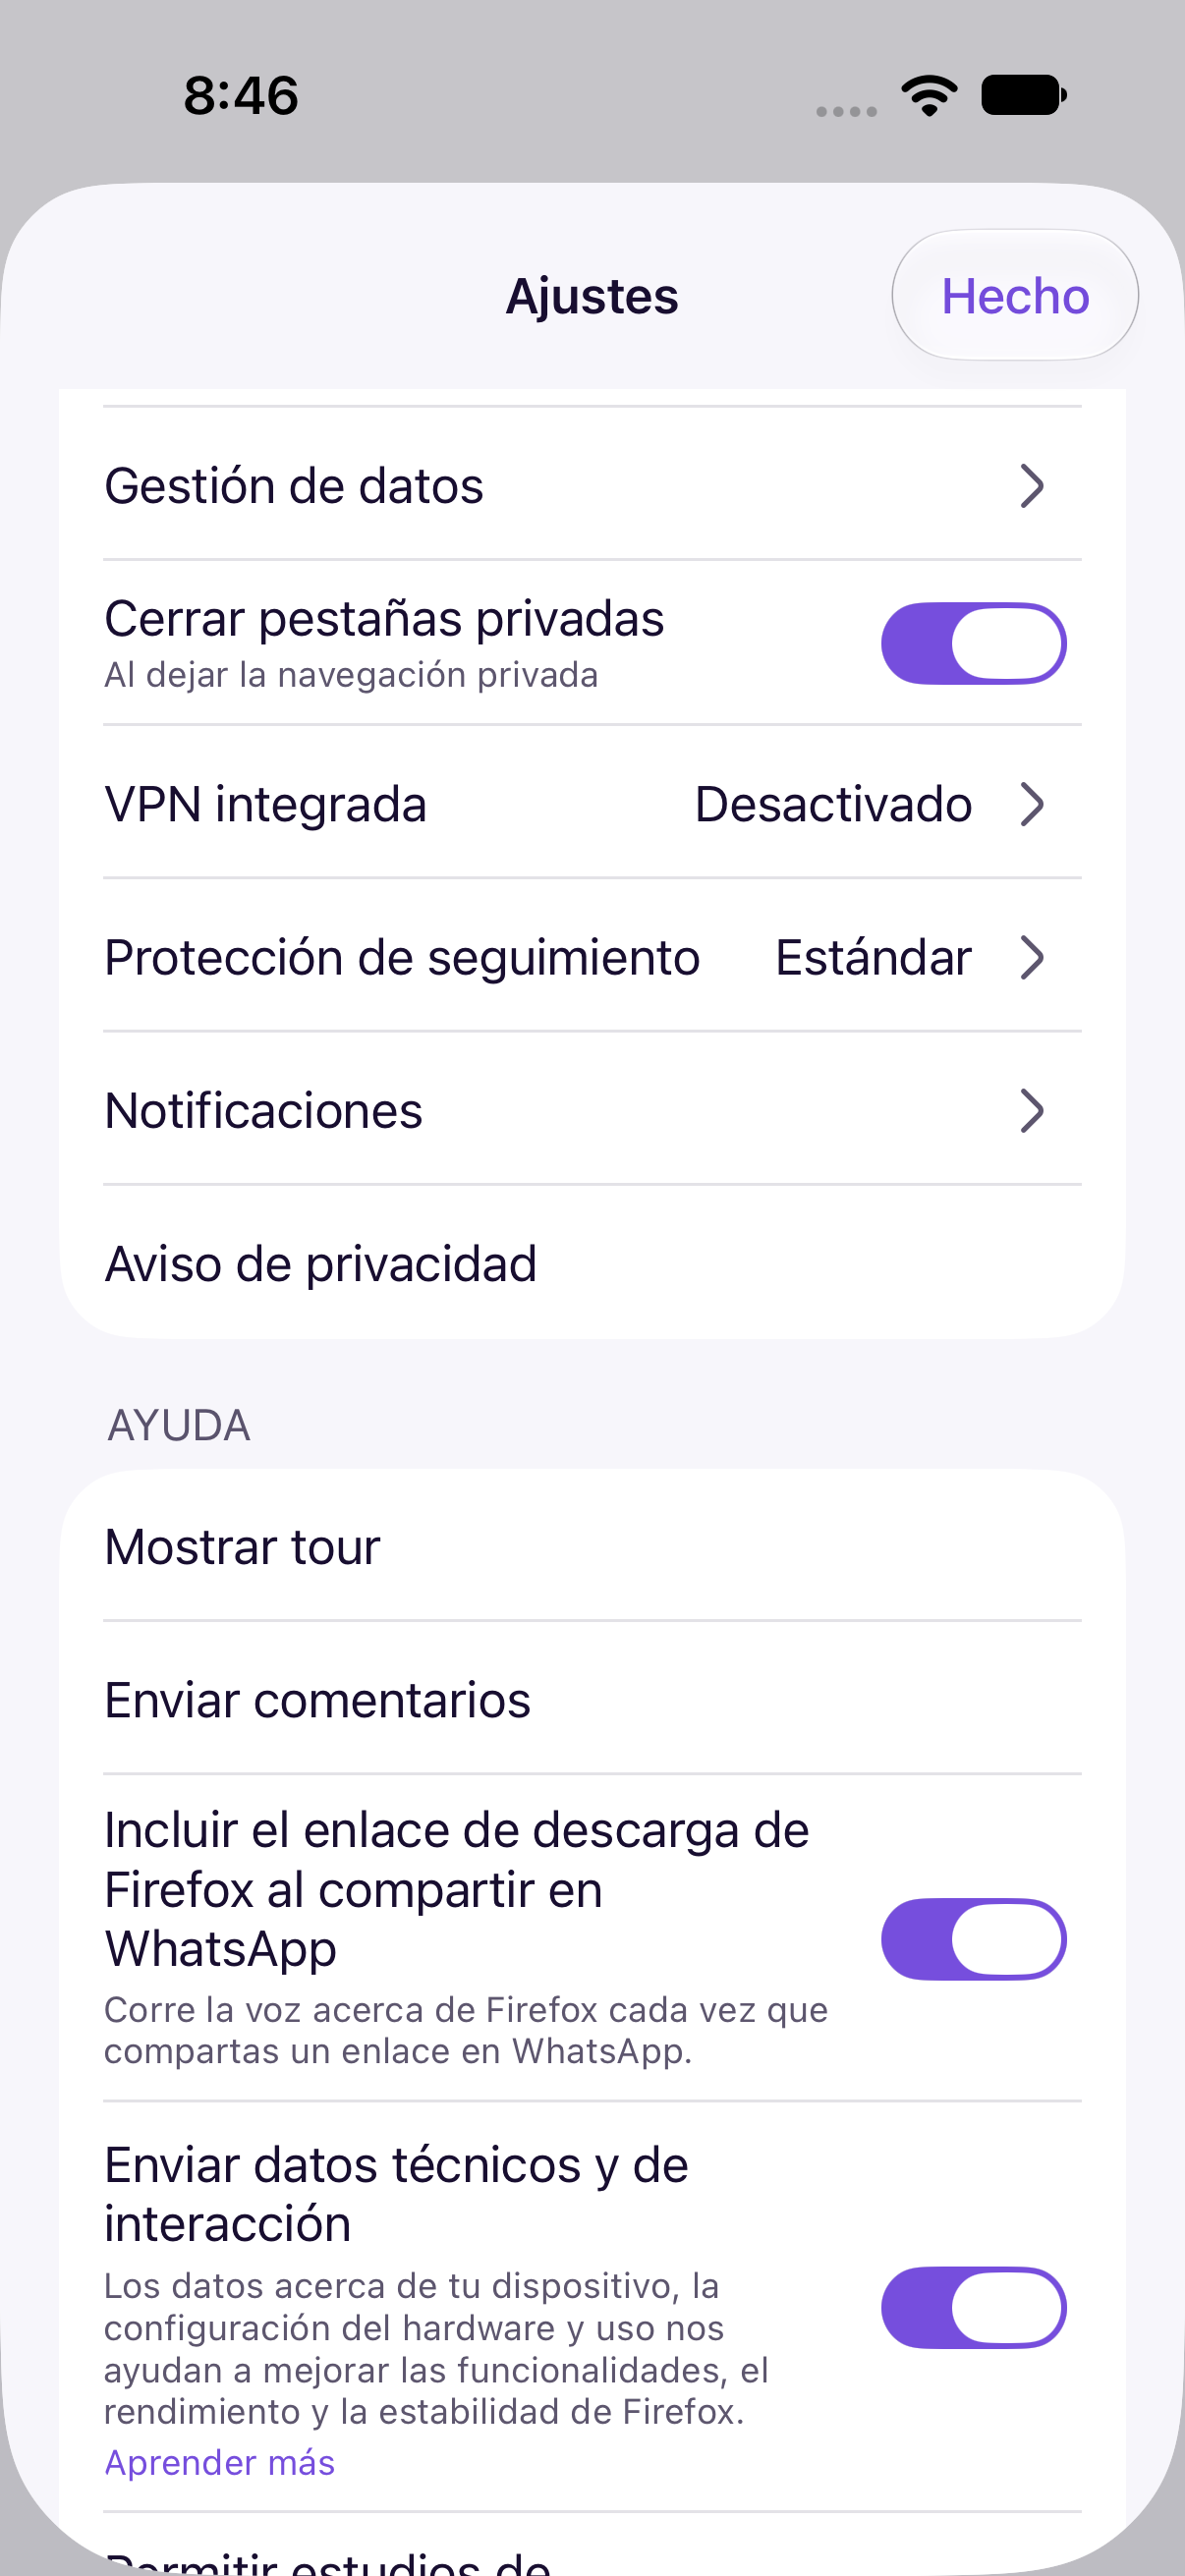 8:46
Ajustes
Hecho
Gestión de datos
Cerrar pestañas privadas
Al dejar la navegación privada
VPN integrada
Desactivado
Protección de seguimiento
Estándar
Notificaciones
Aviso de privacidad
AYUDA
Mostrar tour
Enviar comentarios
Incluir el enlace de descarga de
Firefox al compartir en
WhatsApp
Corre la voz acerca de Firefox cada vez que
compartas un enlace en WhatsApp.
Enviar datos técnicos y de
interacción
Los datos acerca de tu dispositivo, la
configuración del hardware y uso nos
ayudan a mejorar las funcionalidades, el
rendimiento y la estabilidad de Firefox.
Aprender más
Permitir estudios de